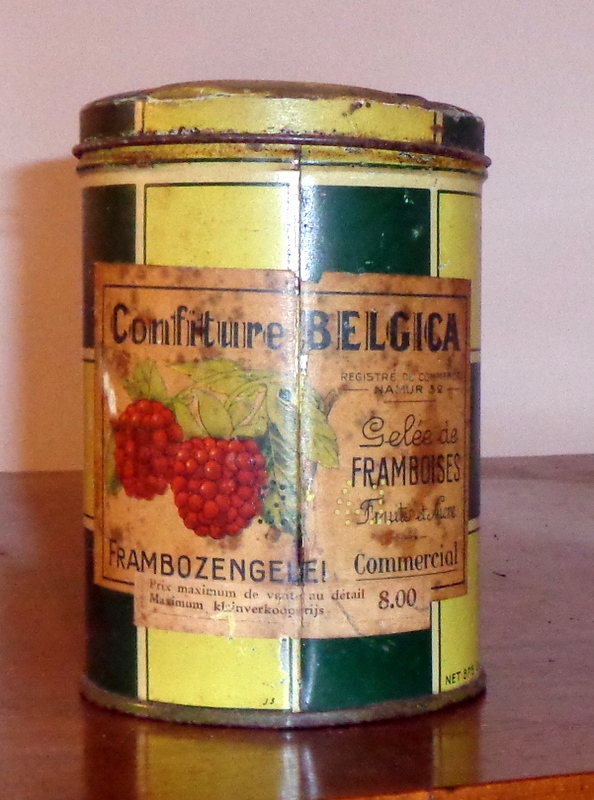 Confiture BELGICA
REGISTRE DU COMMERCE
NAMUR 32
Gelée de
FRAMBOISES
Fruits et Sucre
FRAMBOZENGELEI
Commercial
Prix maximum de vente au détail
Maximum kleinverkoopprijs
8.00
NET
JJ